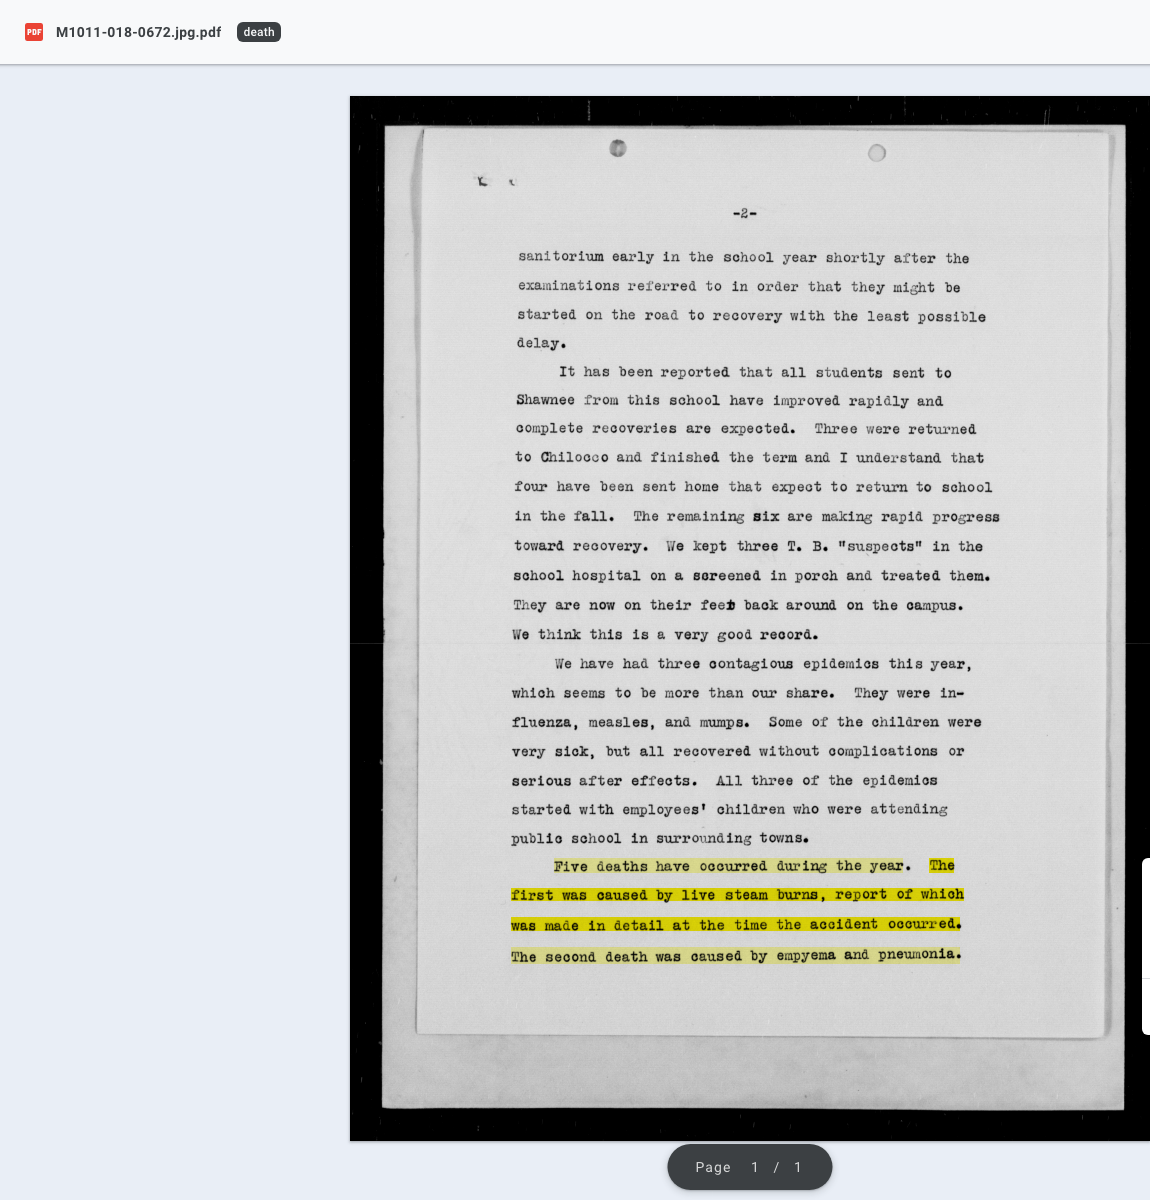 PDF M1011-018-0672.jpg.pdf death
-2-
sanitorium early in the school year shortly after the
examinations referred to in order that they might be
started on the road to recovery with the least possible
delay.
It has been reported that all students sent to
Shawnee from this school have improved rapidly and
complete recoveries are expected. Three were returned
to Chilocco and finished the term and I understand that
four have been sent home that expect to return to school
in the fall. The remaining six are making rapid progress
toward recovery. We kept three T. B. "suspects" in the
school hospital on a screened in porch and treated them.
They are now on their feet back around on the campus.
We think this is a very good record.
We have had three contagious epidemics this year,
which seems to be more than our share. They were in-
fluenza, measles, and mumps. Some of the children were
very sick, but all recovered without complications or
serious after effects. All three of the epidemics
started with employees' children who were attending
public school in surrounding towns.
Five deaths have occurred during the year. The
first was caused by live steam burns, report of which
was made in detail at the time the accident occurred.
The second death was caused by empyema and pneumonia.
Page 1 / 1